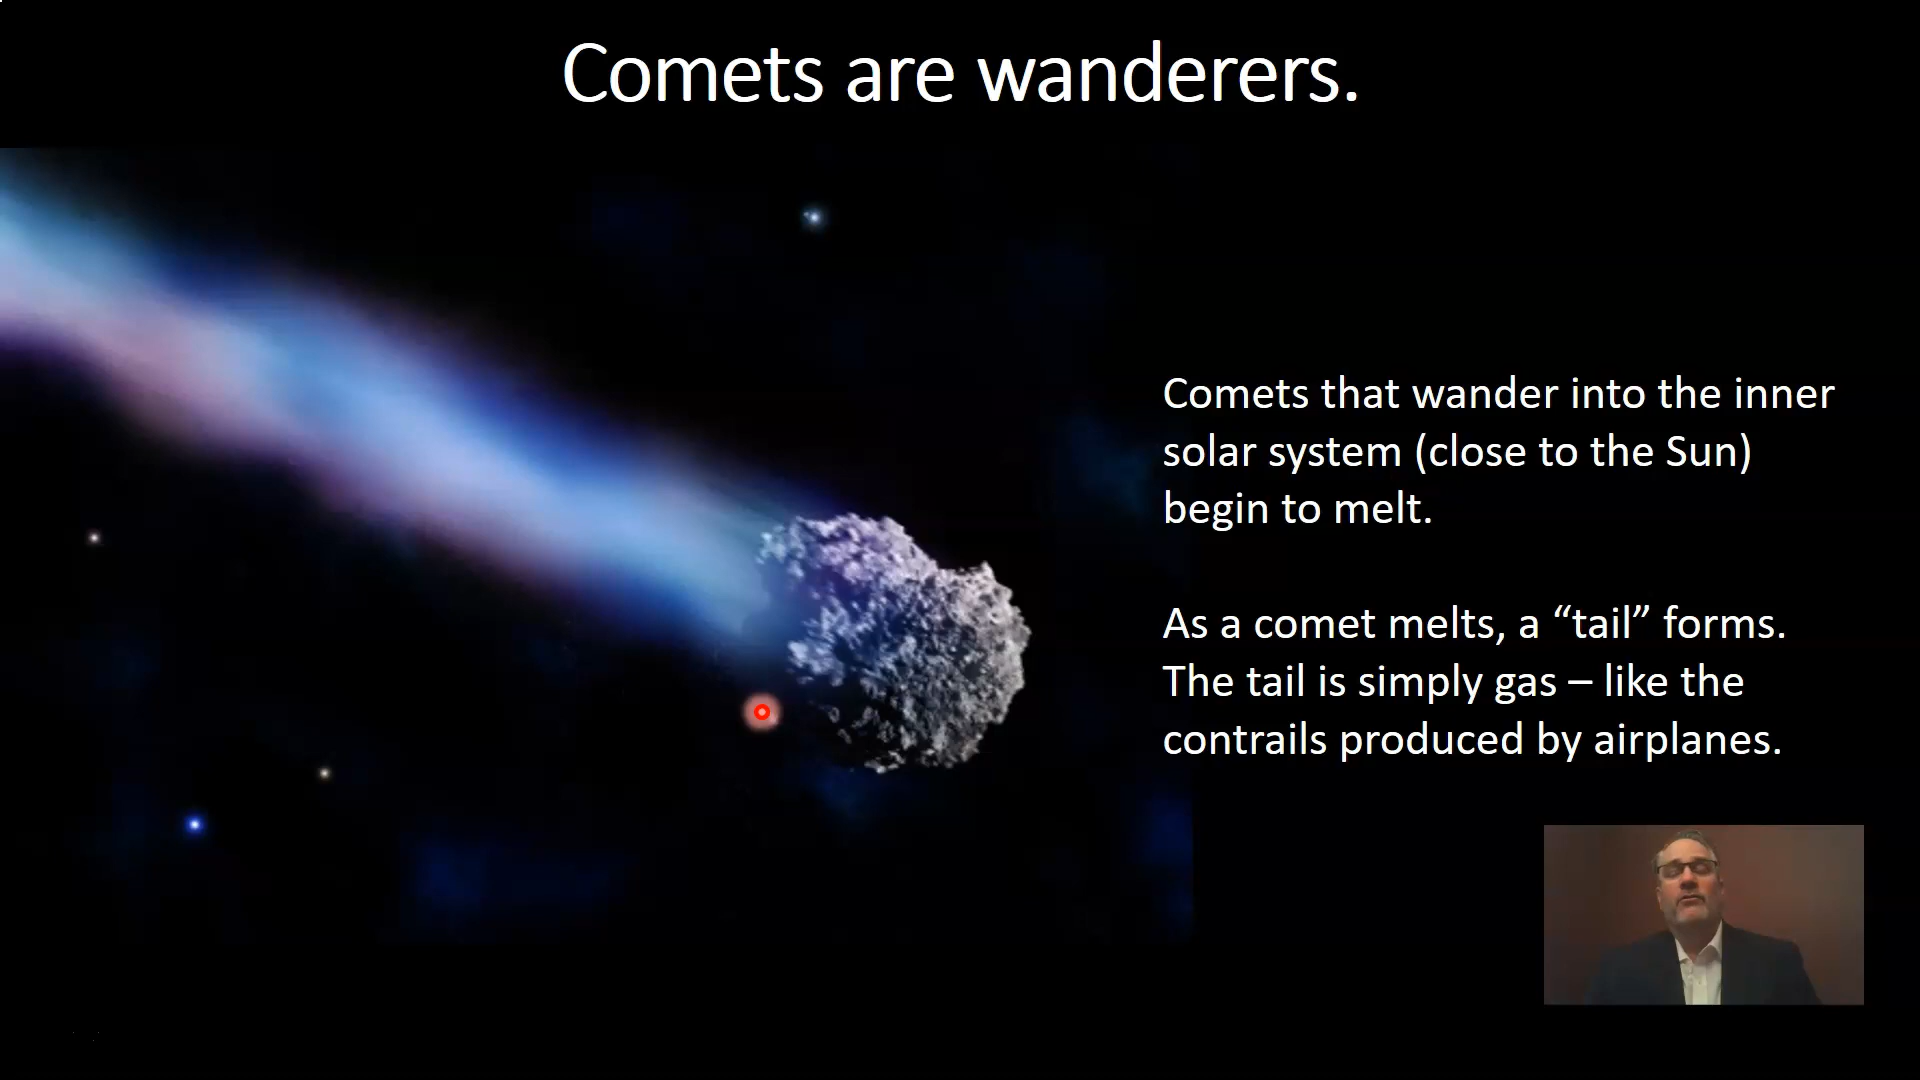 Comets are wanderers.
Comets that wander into the inner
solar system (close to the Sun)
begin to melt.
As a comet melts, a “tail” forms.
The tail is simply gas – like the
contrails produced by airplanes.